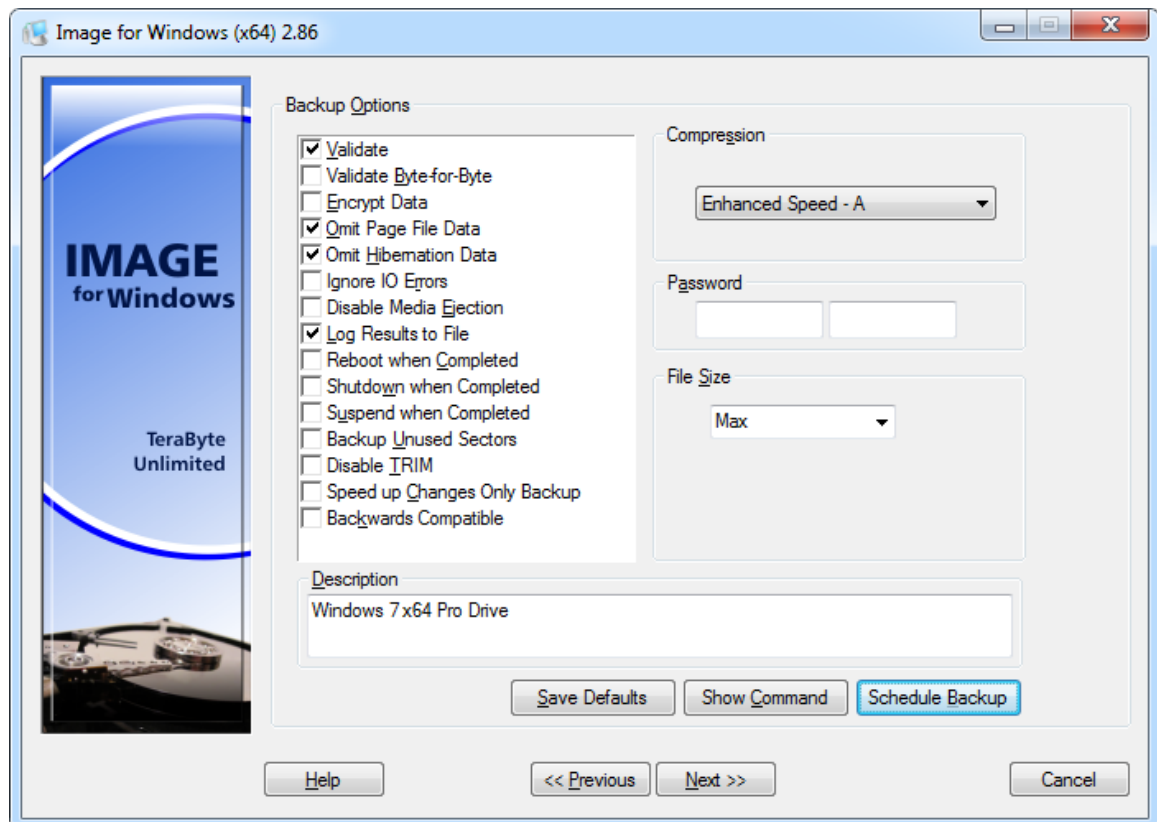 Image for Windows (x64) 2.86
IMAGE
for Windows
TeraByte
Unlimited
Backup Options
Validate
Validate Byte-for-Byte
Encrypt Data
Omit Page File Data
Omit Hibernation Data
Ignore IO Errors
Disable Media Ejection
Log Results to File
Reboot when Completed
Shutdown when Completed
Suspend when Completed
Backup Unused Sectors
Disable TRIM
Speed up Changes Only Backup
Backwards Compatible
Compression
Enhanced Speed - A
Password
File Size
Max
Description
Windows 7 x64 Pro Drive
Save Defaults Show Command Schedule Backup
Help << Previous Next >> Cancel